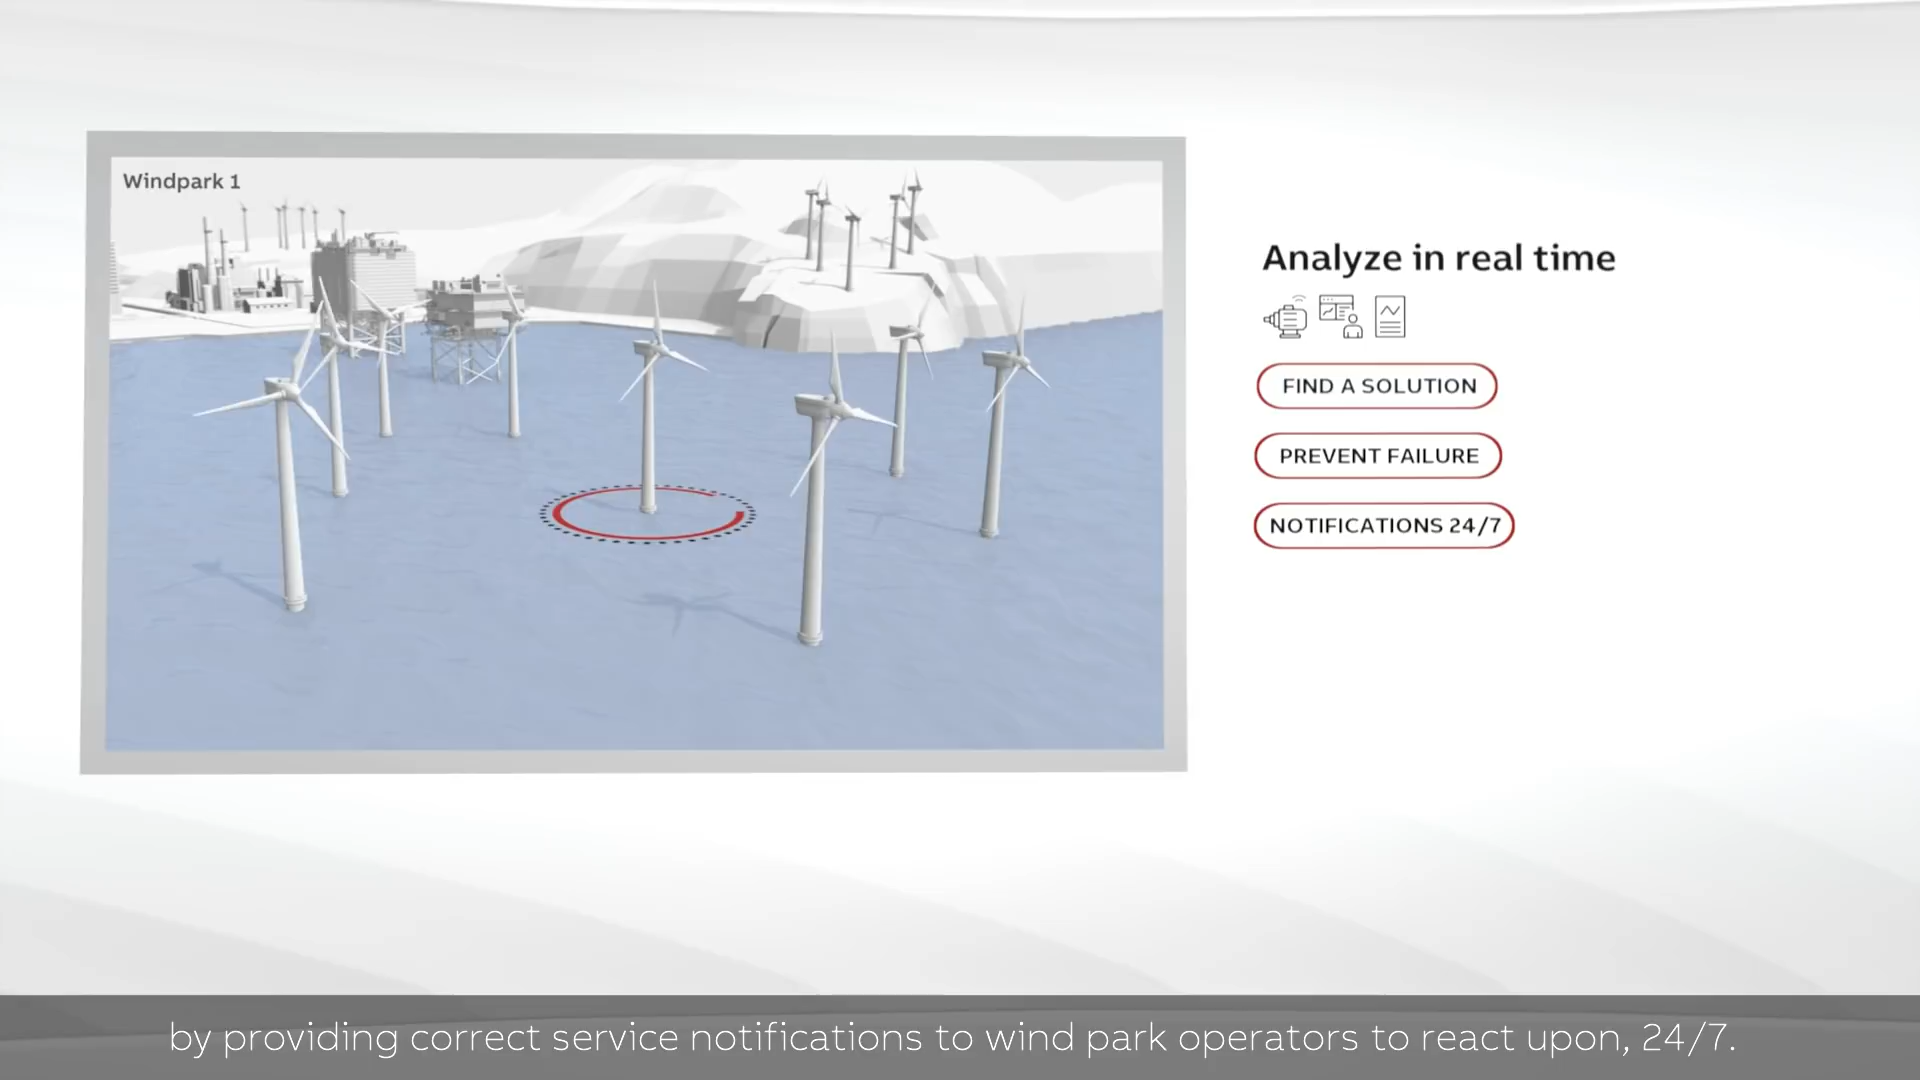 Windpark 1
Analyze in real time
FIND A SOLUTION
PREVENT FAILURE
NOTIFICATIONS 24/7
by providing correct service notifications to wind park operators to react upon, 24/7.